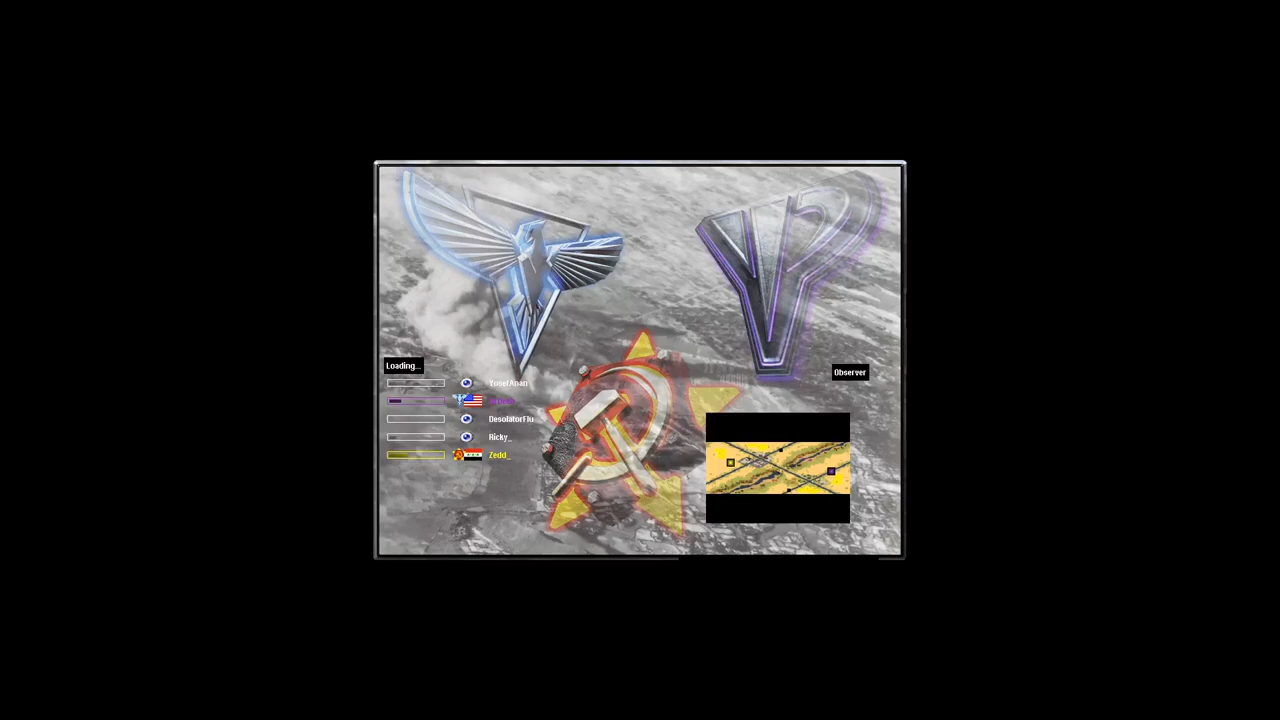 Loading...
YusefAnan
Observer
DesolatorFlu
Ricky_
Zedd_